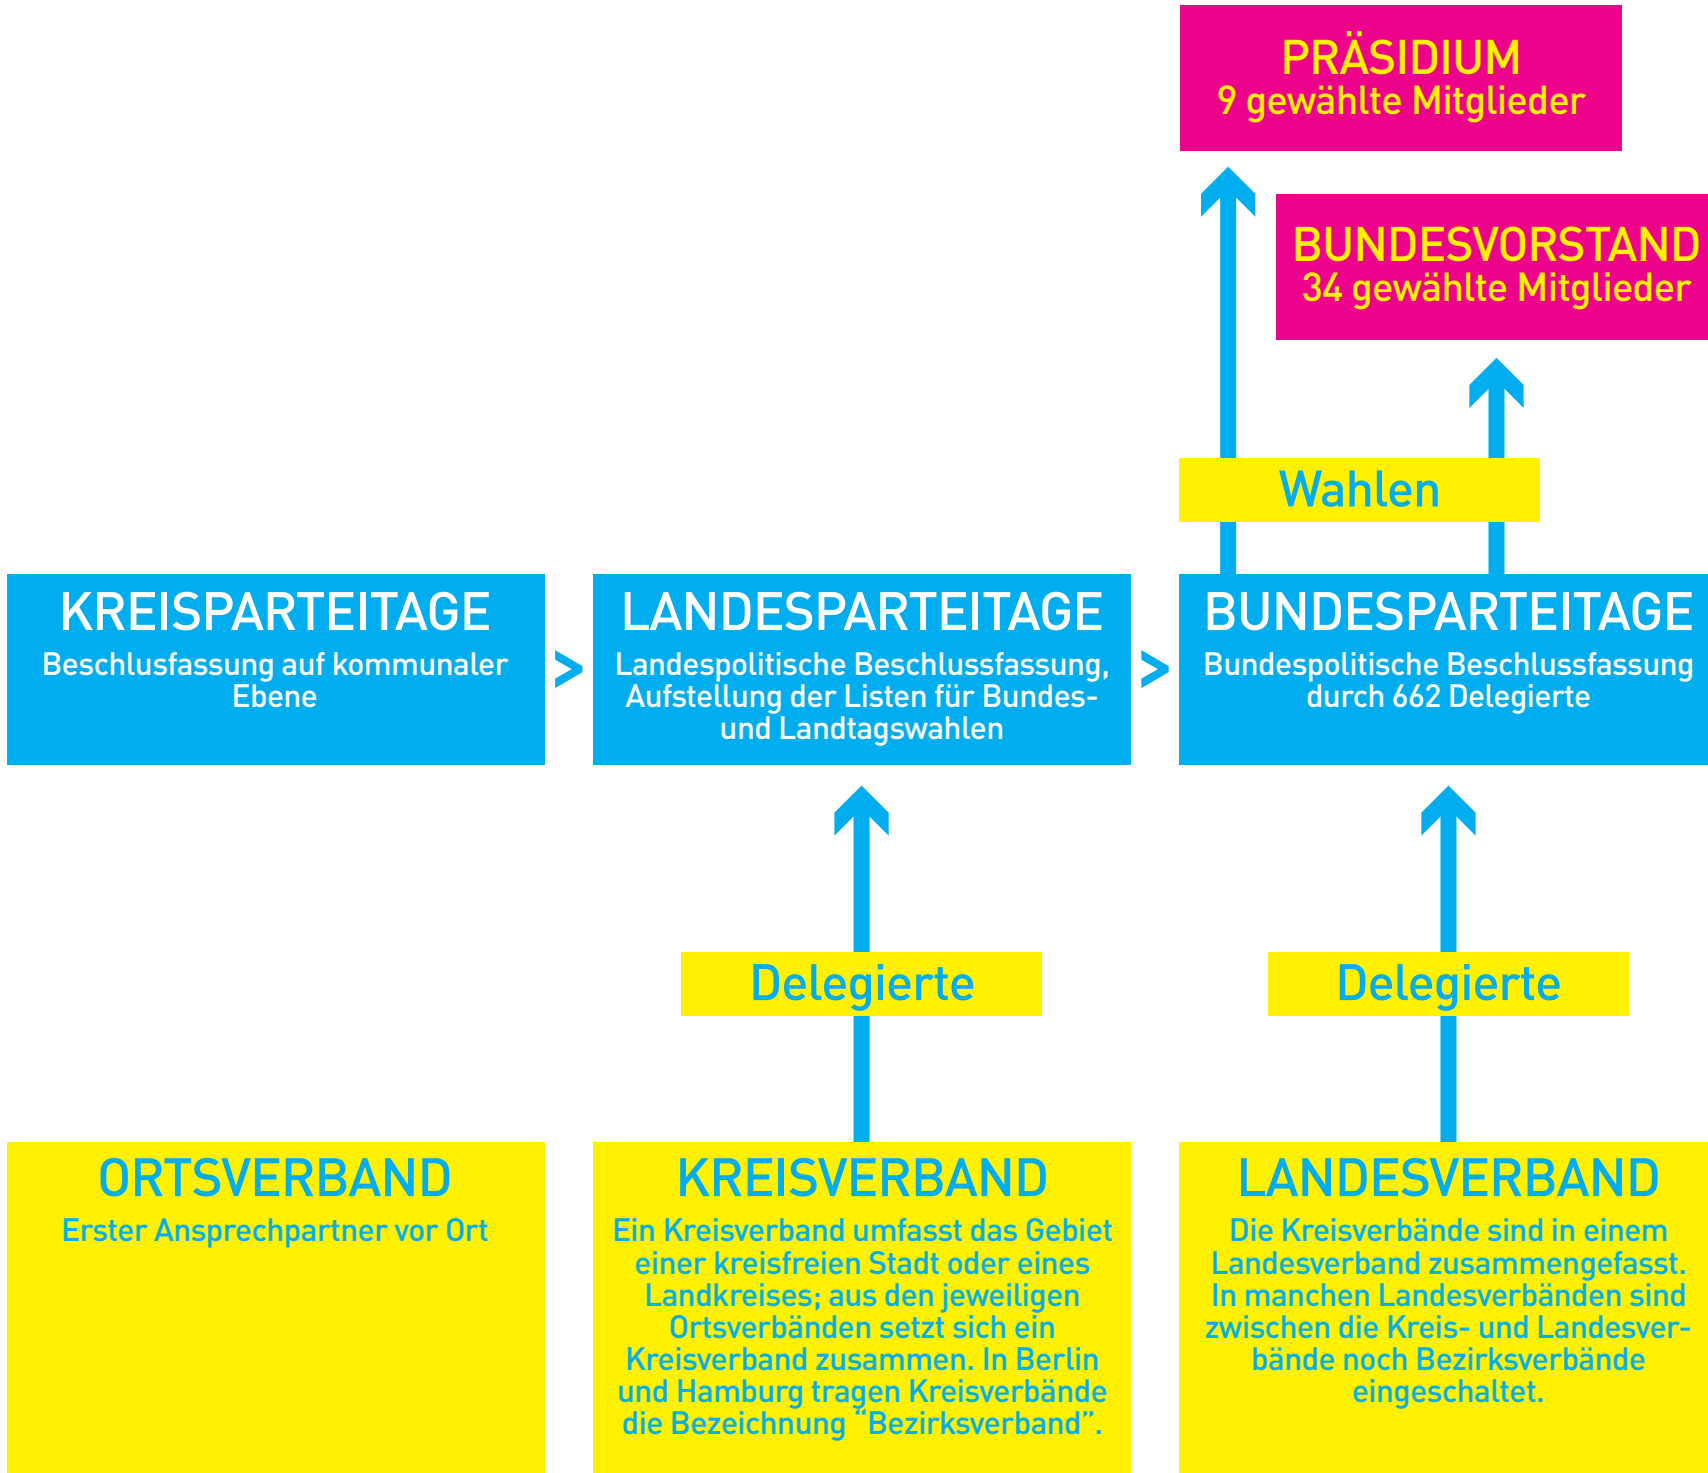 PRÄSIDIUM
9 gewählte Mitglieder
BUNDESVORSTAND
34 gewählte Mitglieder
Wahlen
KREISPARTEITAGE
Beschlusfassung auf kommunaler
Ebene
>
LANDESPARTEITAGE
Landespolitische Beschlussfassung,
Aufstellung der Listen für Bundes-
und Landtagswahlen
>
BUNDESPARTEITAGE
Bundespolitische Beschlussfassung
durch 662 Delegierte
Delegierte
Delegierte
ORTSVERBAND
Erster Ansprechpartner vor Ort
KREISVERBAND
Ein Kreisverband umfasst das Gebiet
einer kreisfreien Stadt oder eines
Landkreises; aus den jeweiligen
Ortsverbänden setzt sich ein
Kreisverband zusammen. In Berlin
und Hamburg tragen Kreisverbände
die Bezeichnung “Bezirksverband”.
LANDESVERBAND
Die Kreisverbände sind in einem
Landesverband zusammengefasst.
In manchen Landesverbänden sind
zwischen die Kreis- und Landesver-
bände noch Bezirksverbände
eingeschaltet.